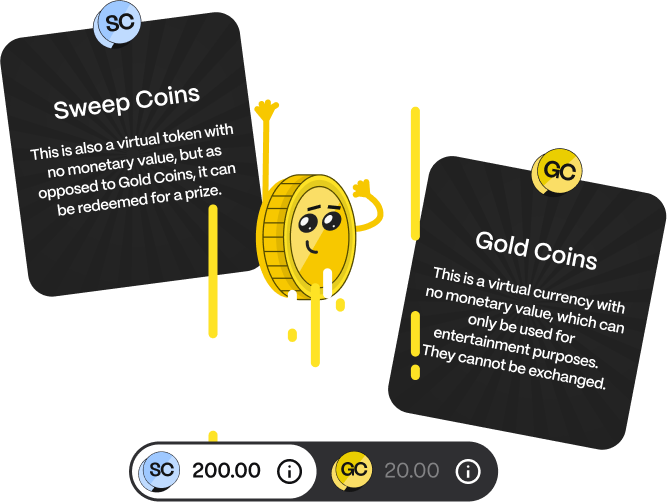 SC
Sweep Coins
This is also a virtual token with
no monetary value, but as
opposed to Gold Coins, it can
be redeemed for a prize.
GC
Gold Coins
This is a virtual currency with
no monetary value, which can
only be used for
entertainment purposes.
They cannot be exchanged.
SC 200.00 i GC 20.00 i